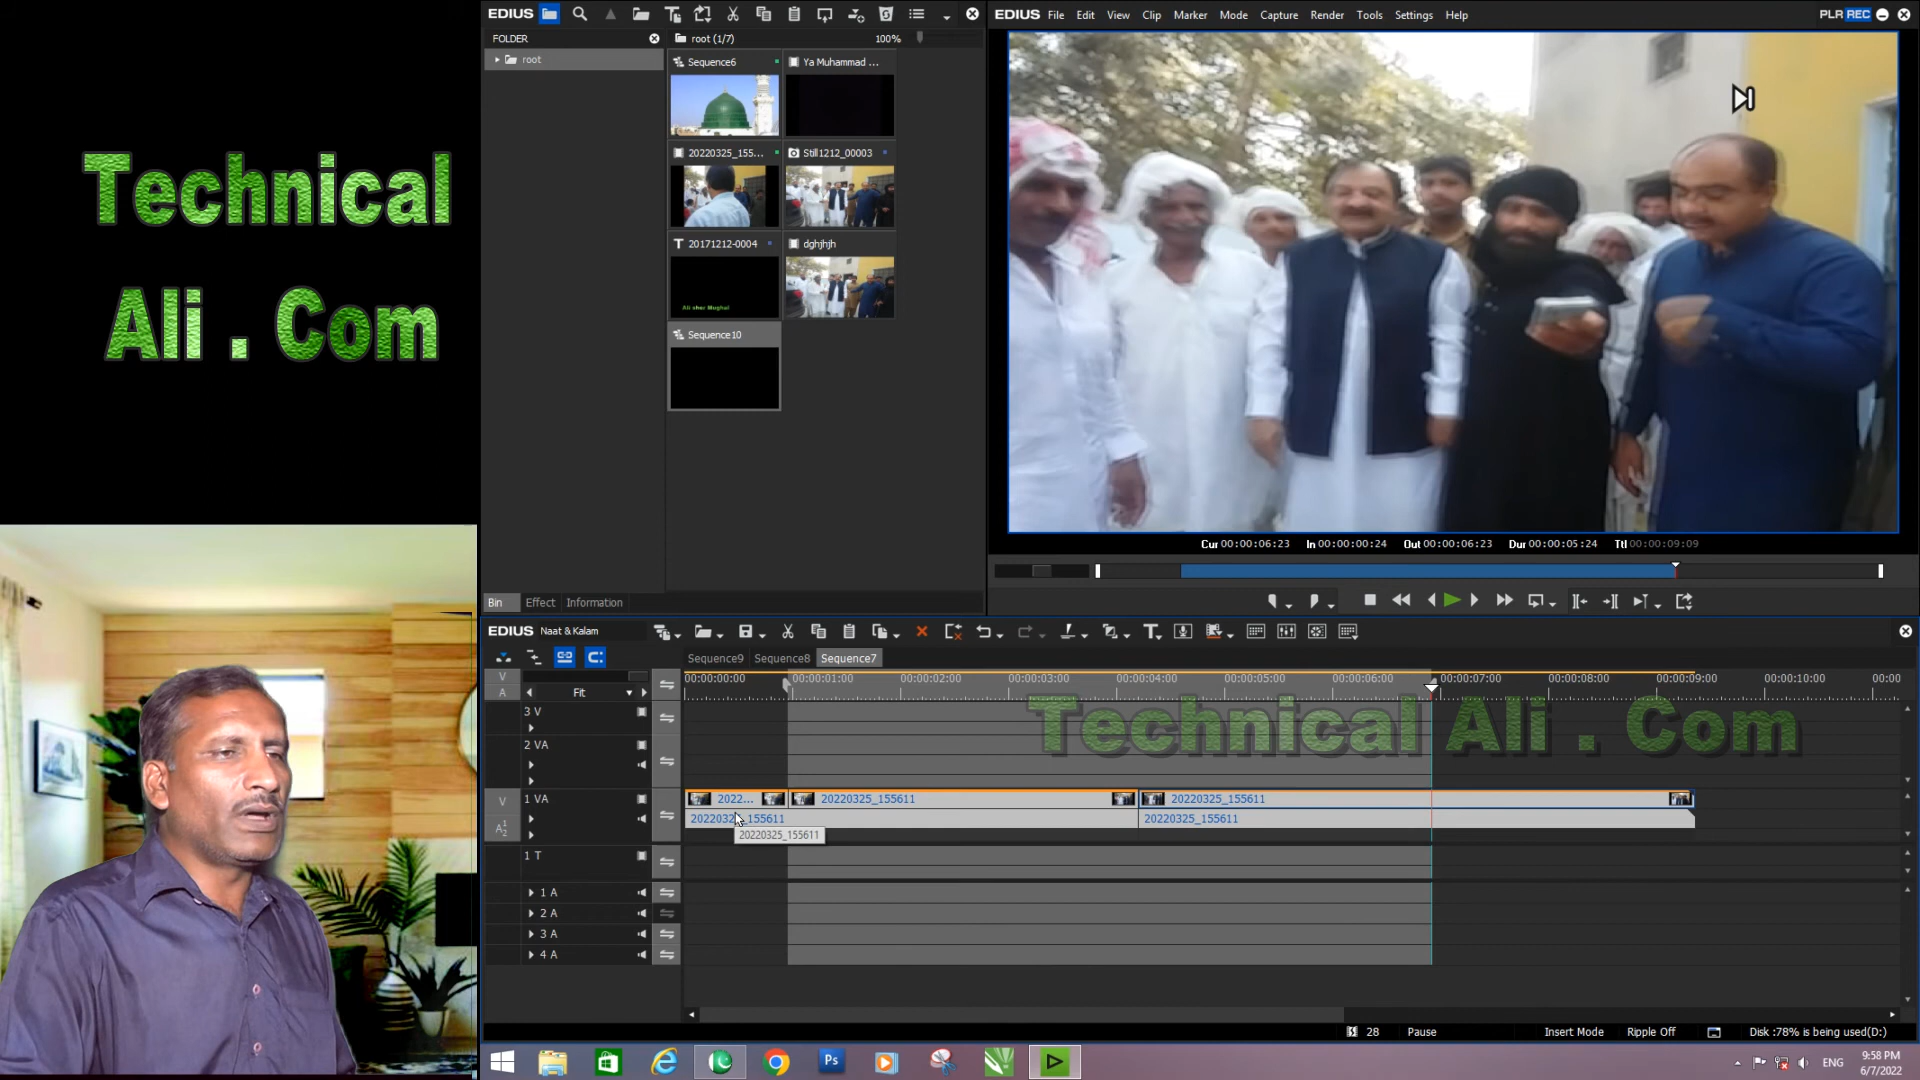 Technical
Ali . Com
EDIUS
FOLDER
root
root (1/7)
100%
Sequence6
Ya Muhammad ...
20220325_155...
Still1212_00003
20171212-0004
dghjhjh
Ali sher Mughal
Sequence10
Bin Effect Information
EDIUS File Edit View Clip Marker Mode Capture Render Tools Settings Help
PLR REC
Cur 00:00:06:23 In 00:00:00:24 Out 00:00:06:23 Dur 00:00:05:24 Ttl 00:00:09:09
EDIUS Naat & Kalam
Sequence9 Sequence8 Sequence7
V
A
Fit
00:00:00:00 00:00:01:00 00:00:02:00 00:00:03:00 00:00:04:00 00:00:05:00 00:00:06:00 00:00:07:00 00:00:08:00 00:00:09:00 00:00:10:00 00:00
3 V
Technical Ali . Com
2 VA
V
1 VA
2022... 20220325_155611 20220325_155611
A 1 2
20220325_155611 20220325_155611
20220325_155611
1 T
1 A
2 A
3 A
4 A
28 Pause Insert Mode Ripple Off Disk :78% is being used(D:)
Ps
ENG
9:58 PM
6/7/2022